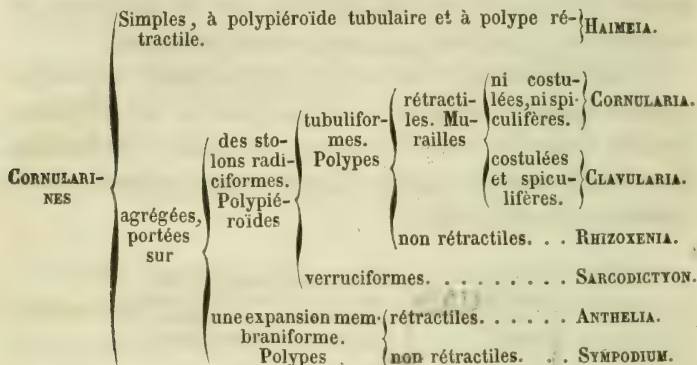 Simples, à polypiéroïde tubulaire et à polype ré-
tractile.
HAIMEIA.
CORNULARI-
NES
agrégées,
portées
sur
des sto-
lons radi-
ciformes.
Polypié-
roïdes
tubulifor-
mes.
Polypes
rétracti-
les. Mu-
railles
ni costu-
lées, ni spi-
culifères.
CORNULARIA.
costulées
et spicu-
lifères.
CLAVULARIA.
non rétractiles. . . RHIZOXENIA.
verruciformes. . . . . . . . . SARCODICTYON.
une expansion mem-
braniforme.
Polypes
rétractiles. . . . . . ANTHELIA.
non rétractiles. . . SYMPODIUM.